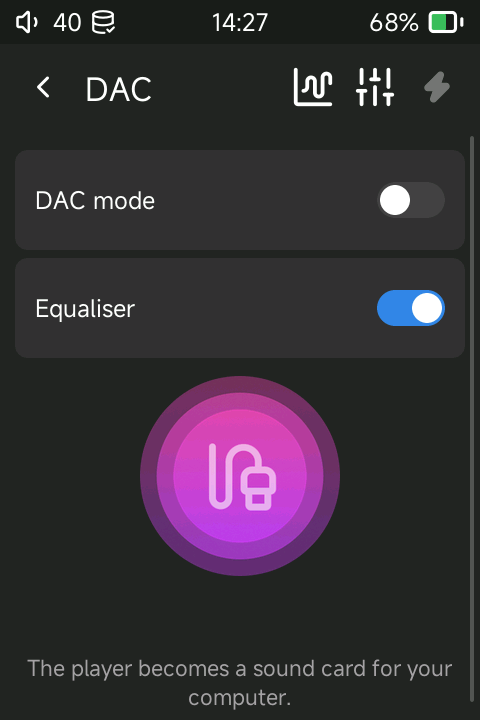 40 14:27 68%
DAC
DAC mode
Equaliser
The player becomes a sound card for your
computer.